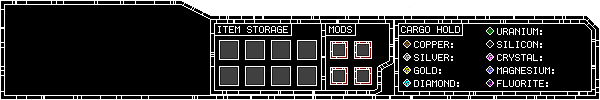 ITEM STORAGE
MODS
CARGO HOLD
COPPER:
SILVER:
GOLD:
DIAMOND:
URANIUM:
SILICON:
CRYSTAL:
MAGNESIUM:
FLUORITE: